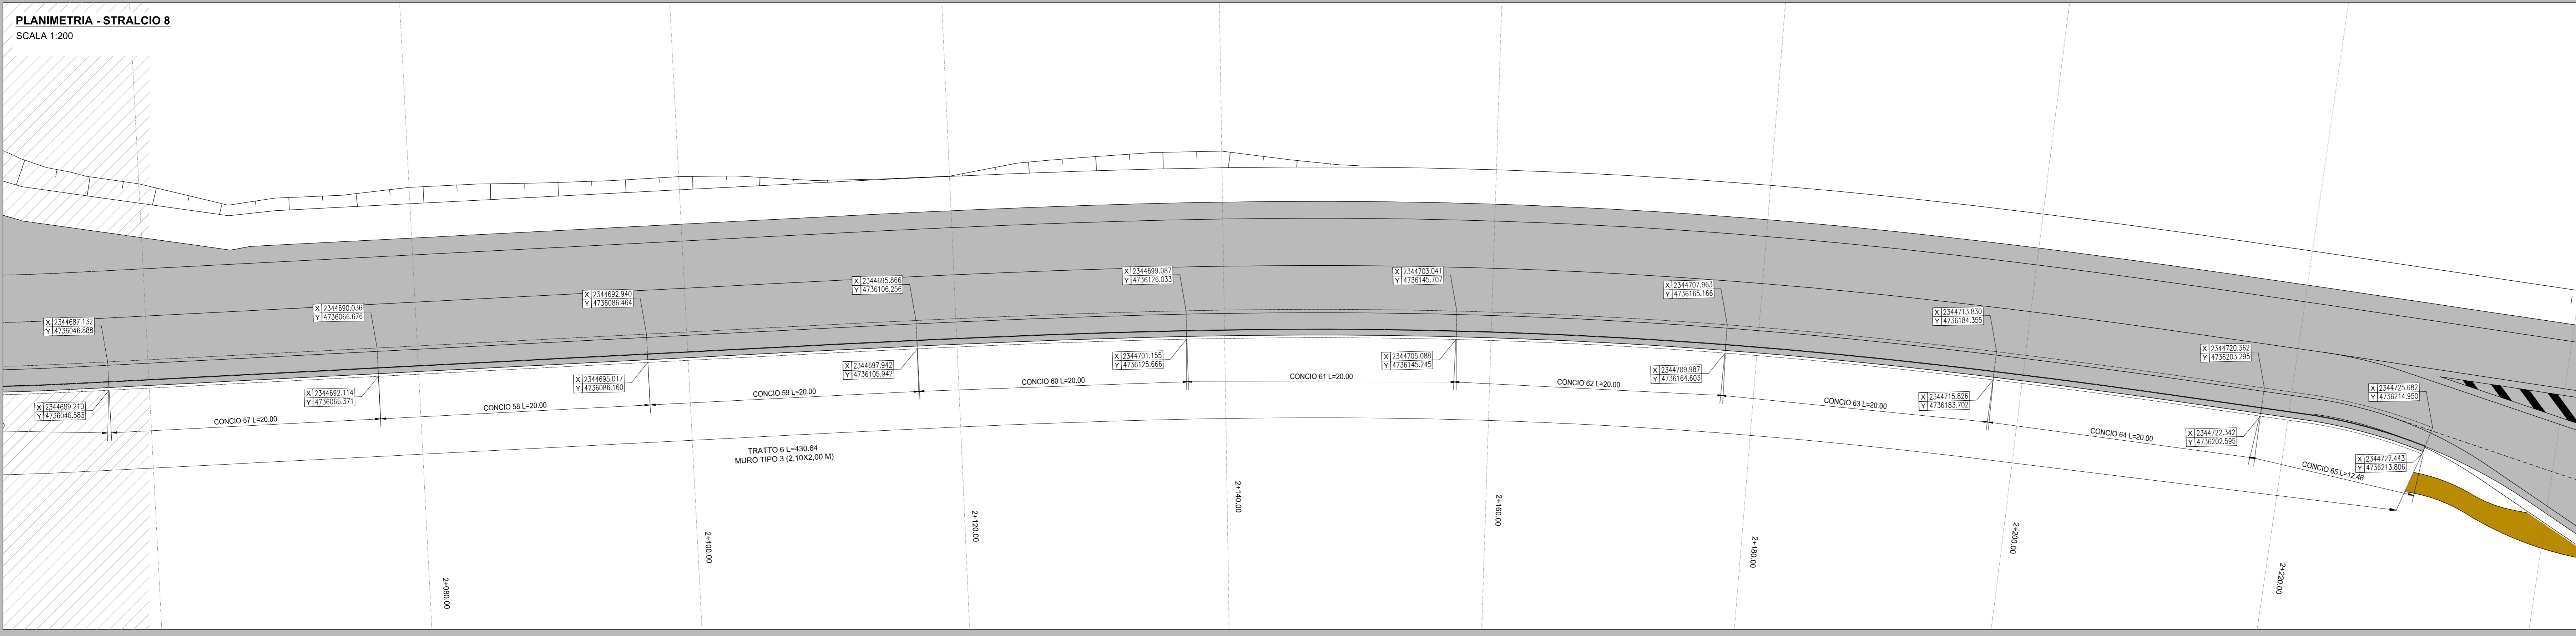 PLANIMETRIA - STRALCIO 8
SCALA 1:200
X 2344687.132
Y 4736046.888
X 2344690.036
Y 4736066.676
X 2344692.940
Y 4736086.464
X 2344695.866
Y 4736106.256
X 2344699.087
Y 4736126.033
X 2344703.041
Y 4736145.707
X 2344707.963
Y 4736165.166
X 2344713.830
Y 4736184.355
X 2344720.362
Y 4736203.295
X 2344725.682
Y 4736214.950
X 2344689.210
Y 4736046.583
X 2344692.114
Y 4736066.371
X 2344695.017
Y 4736086.160
X 2344697.942
Y 4736105.942
X 2344701.155
Y 4736125.666
X 2344705.088
Y 4736145.245
X 2344709.987
Y 4736164.603
X 2344715.826
Y 4736183.702
X 2344722.342
Y 4736202.595
X 2344727.443
Y 4736213.806
CONCIO 57 L=20.00
CONCIO 58 L=20.00
CONCIO 59 L=20.00
CONCIO 60 L=20.00
CONCIO 61 L=20.00
CONCIO 62 L=20.00
CONCIO 63 L=20.00
CONCIO 64 L=20.00
CONCIO 65 L=12.46
TRATTO 6 L=430.64
MURO TIPO 3 (2,10X2,00 M)
2+080.00
2+100.00
2+120.00
2+140.00
2+160.00
2+180.00
2+200.00
2+220.00